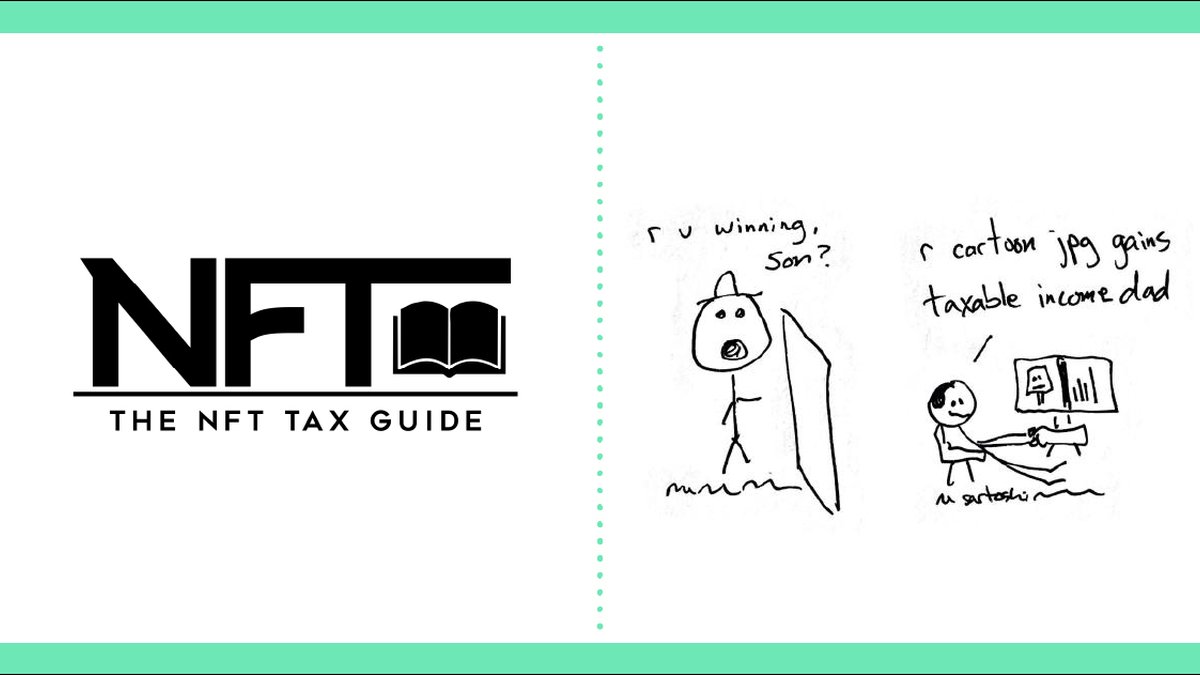 NFT
THE NFT TAX GUIDE
r u winning,
son?
r cartoon jpg gains
taxable income dad
sartoshi